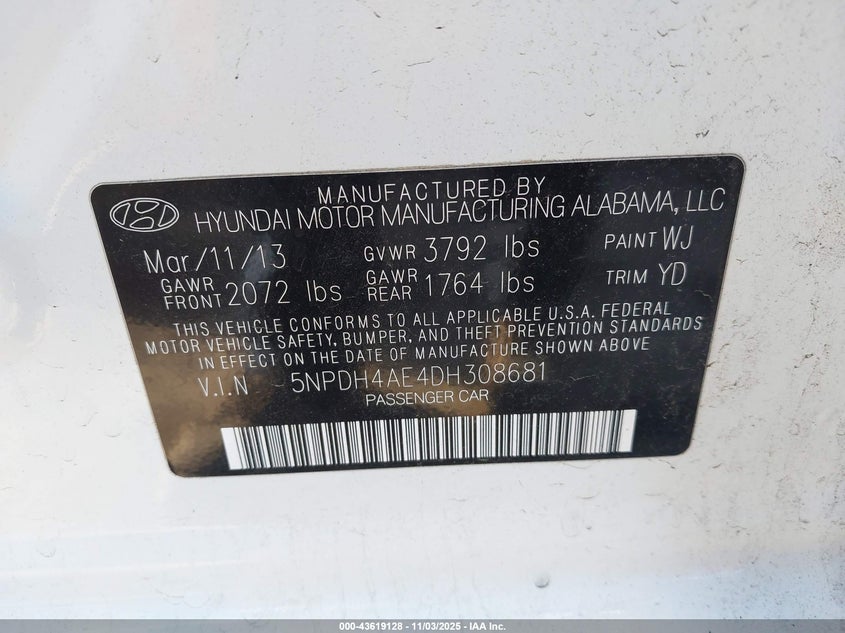 MANUFACTURED BY
HYUNDAI MOTOR MANUFACTURING ALABAMA, LLC
Mar/11/13 GVWR 3792 lbs PAINT WJ
GAWR FRONT 2072 lbs GAWR REAR 1764 lbs TRIM YD
THIS VEHICLE CONFORMS TO ALL APPLICABLE U.S.A. FEDERAL
MOTOR VEHICLE SAFETY, BUMPER, AND THEFT PREVENTION STANDARDS
IN EFFECT ON THE DATE OF MANUFACTURE SHOWN ABOVE
V.I.N 5NPDH4AE4DH308681
PASSENGER CAR
000-43619128 - 11/03/2025 - IAA Inc.